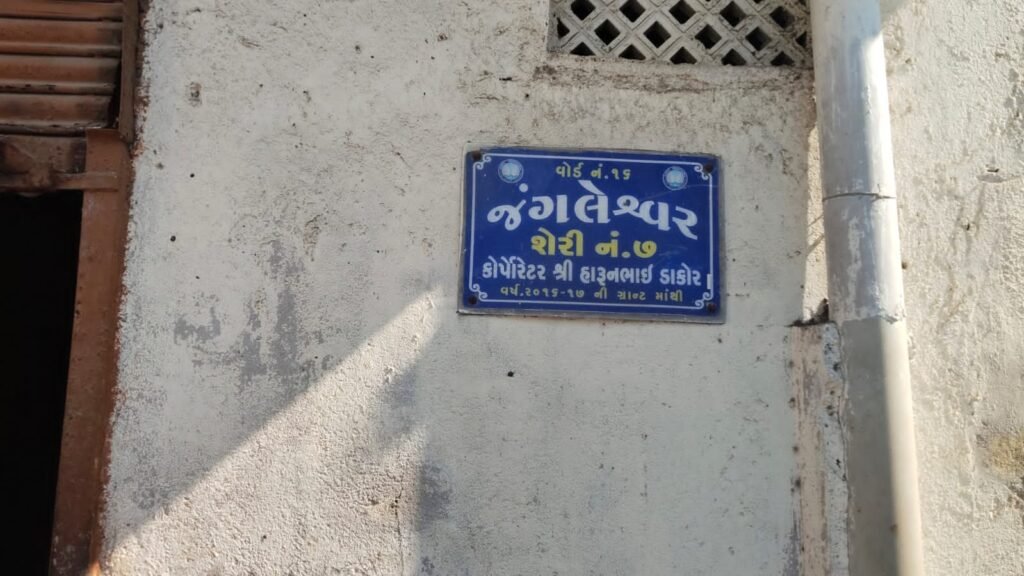 વોર્ડ નં.૧૬
જંગલેશ્વર
શેરી નં.૭
કોર્પોરેટર શ્રી હારૂનભાઇ ડાકોરા
વર્ષ.૨૦૧૬-૧૭ ની ગ્રાન્ટ માંથી